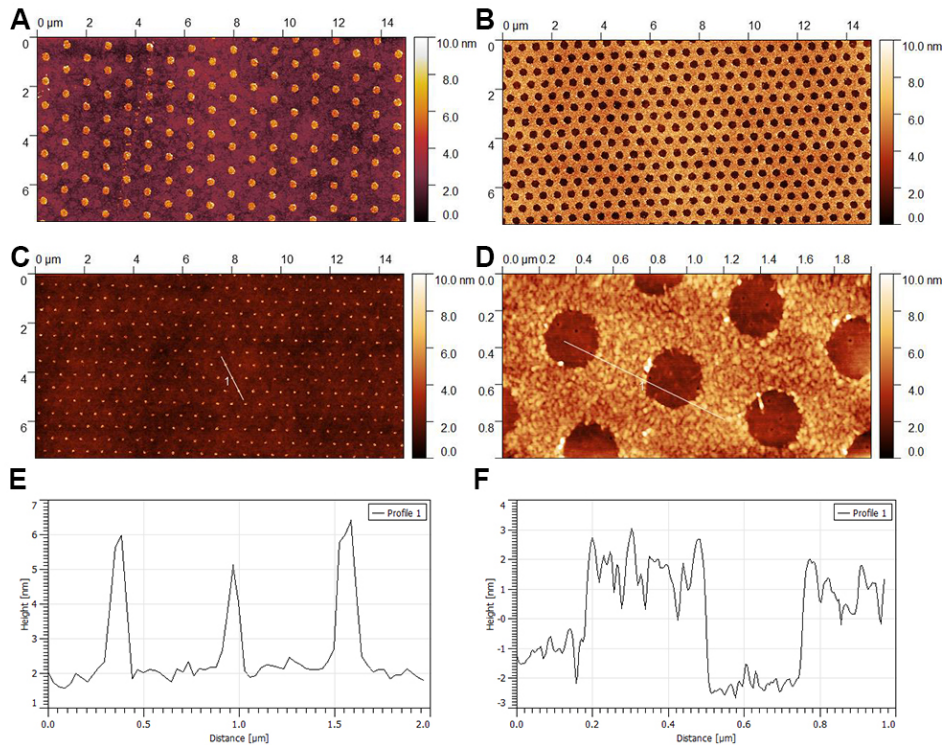 A
B
0 µm 2 4 6 8 10 12 14
0 µm 2 4 6 8 10 12 14
0
2
4
6
10.0 nm
8.0
6.0
4.0
2.0
0.0
0
2
4
6
10.0 nm
8.0
6.0
4.0
2.0
0.0
C
D
0 µm 2 4 6 8 10 12 14
0.0 µm 0.2 0.4 0.6 0.8 1.0 1.2 1.4 1.6 1.8
0
2
4
6
1
10.0 nm
8.0
6.0
4.0
2.0
0.0
0.0
0.2
0.4
0.6
0.8
10.0 nm
8.0
6.0
4.0
2.0
0.0
E
F
7
6
5
4
3
2
1
Height [nm]
Profile 1
0.0 0.5 1.0 1.5 2.0
Distance [µm]
4
3
2
1
-0
-1
-2
-3
Height [nm]
Profile 1
0.0 0.2 0.4 0.6 0.8 1.0
Distance [µm]